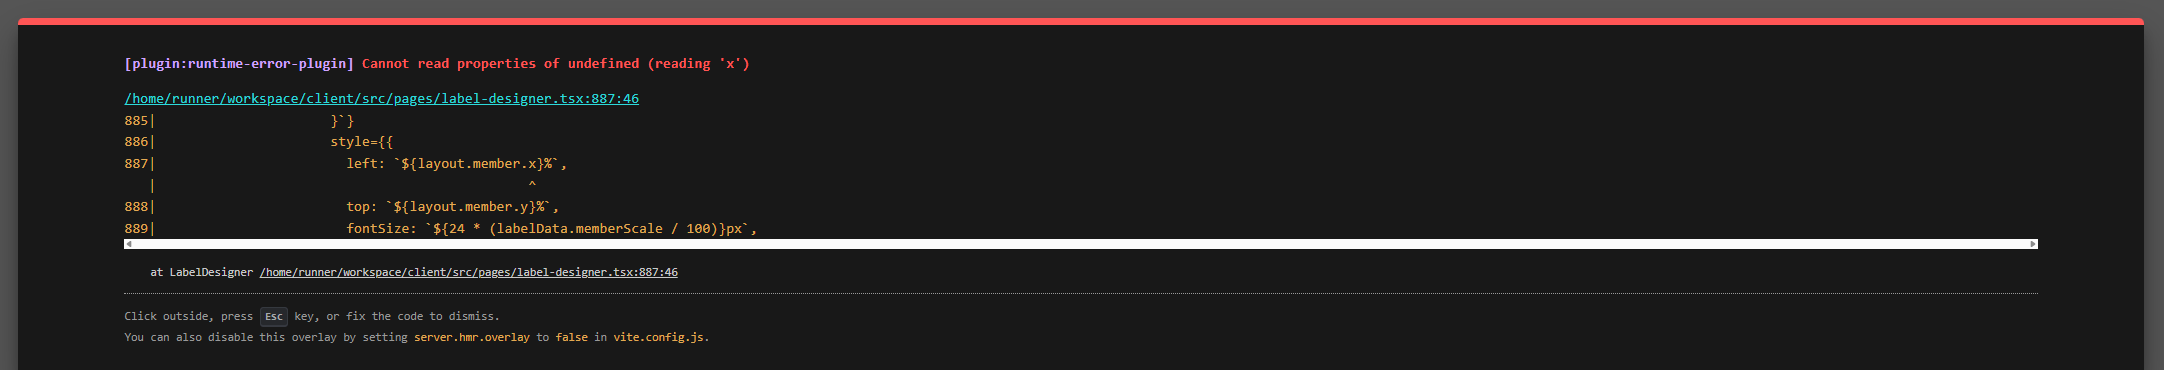 [plugin:runtime-error-plugin] Cannot read properties of undefined (reading 'x')
/home/runner/workspace/client/src/pages/label-designer.tsx:887:46
885|                      }`}
886|                      style={{
887|                        left: `${layout.member.x}%`,
   |                                               ^
888|                        top: `${layout.member.y}%`,
889|                        fontSize: `${24 * (labelData.memberScale / 100)}px`,
at LabelDesigner /home/runner/workspace/client/src/pages/label-designer.tsx:887:46
Click outside, press Esc key, or fix the code to dismiss.
You can also disable this overlay by setting server.hmr.overlay to false in vite.config.js.